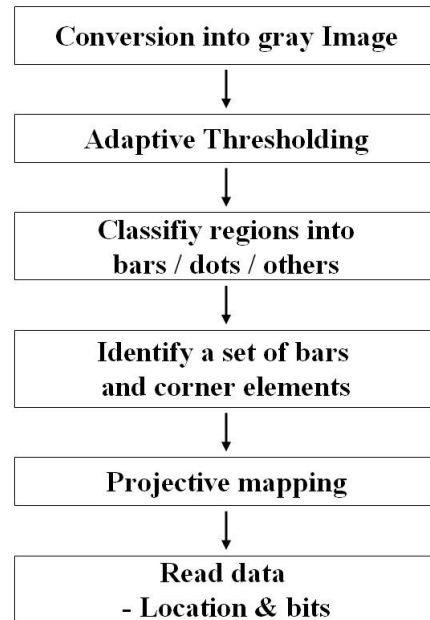 Conversion into gray Image
Adaptive Thresholding
Classifiy regions into
bars / dots / others
Identify a set of bars
and corner elements
Projective mapping
Read data
- Location & bits